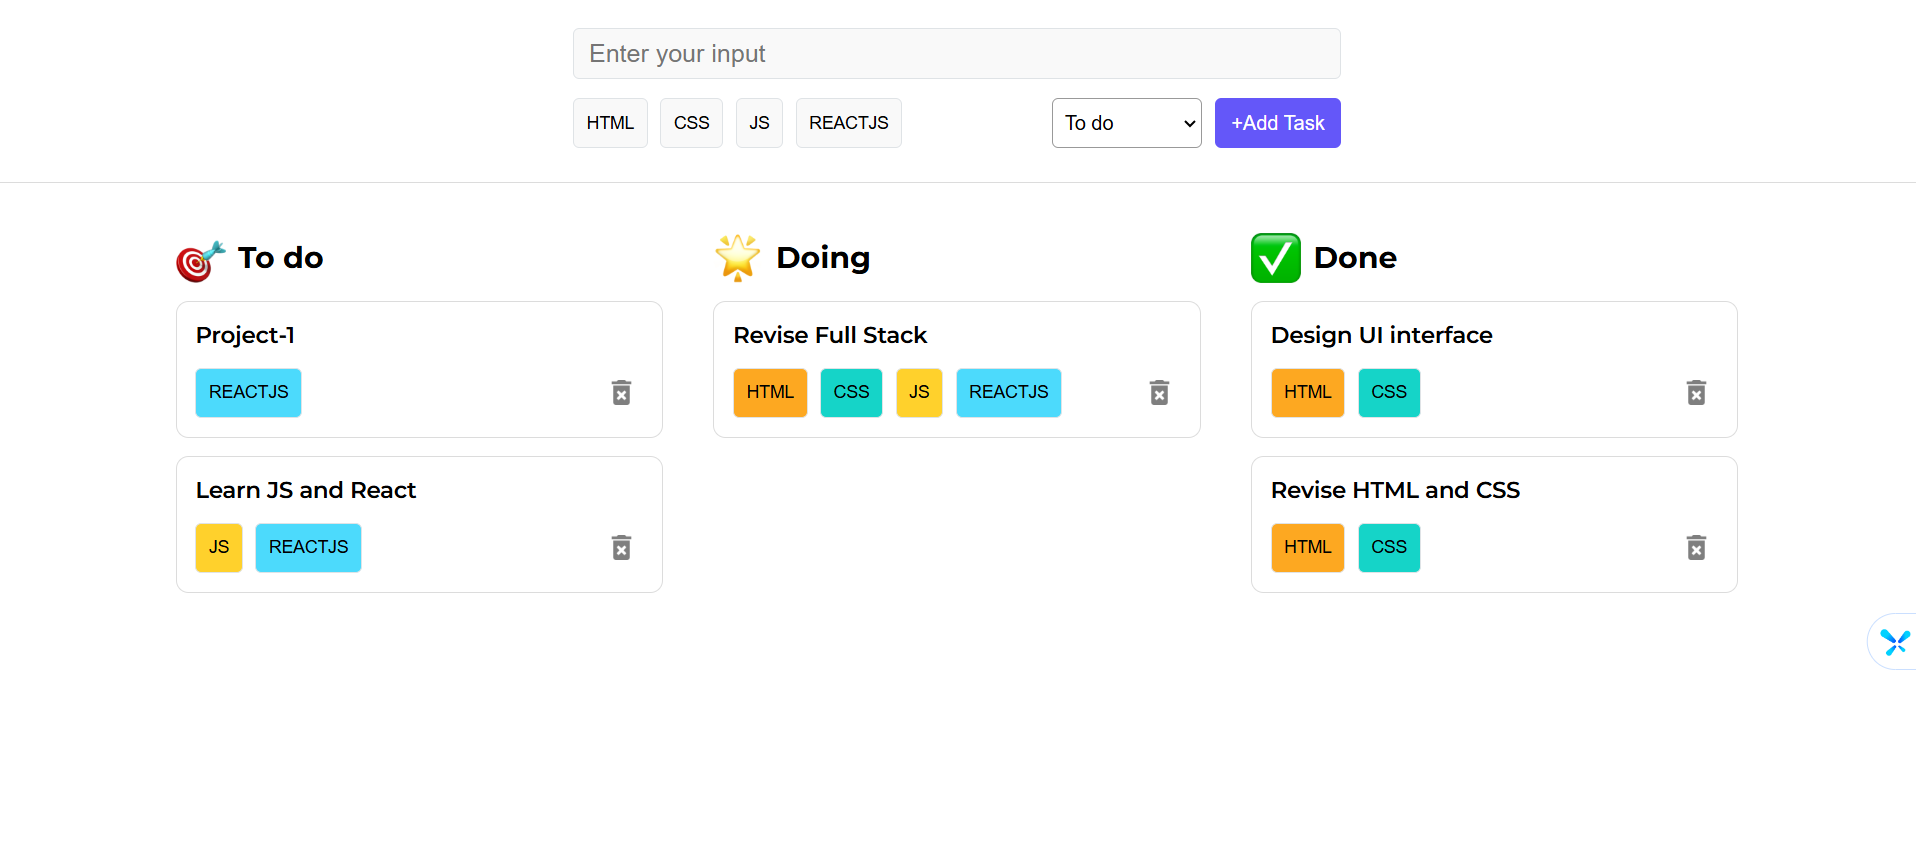 Enter your input
HTML CSS JS REACTJS To do +Add Task
To do
Project-1
REACTJS
Learn JS and React
JS REACTJS
Doing
Revise Full Stack
HTML CSS JS REACTJS
Done
Design UI interface
HTML CSS
Revise HTML and CSS
HTML CSS